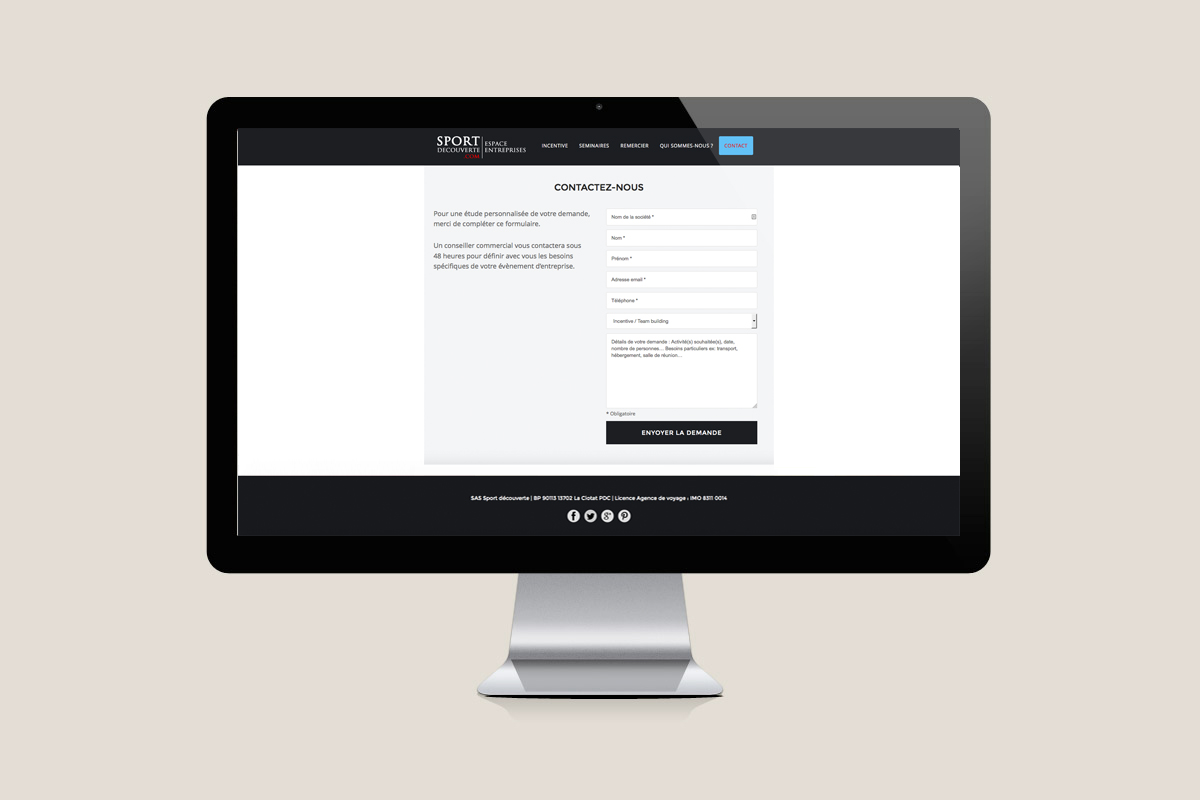 SPORT
DECOUVERTE
.COM
ESPACE
ENTREPRISES
INCENTIVE SEMINAIRES REMERCIER QUI SOMMES-NOUS ? CONTACT
CONTACTEZ-NOUS
Pour une étude personnalisée de votre demande,
merci de compléter ce formulaire.
Un conseiller commercial vous contactera sous
48 heures pour définir avec vous les besoins
spécifiques de votre évènement d'entreprise.
Nom de la société *
Nom *
Prénom *
Adresse email *
Téléphone *
Incentive / Team building
Détails de votre demande : Activité(s) souhaitée(s), date,
nombre de personnes... Besoins particuliers ex: transport,
hébergement, salle de réunion...
* Obligatoire
ENYOYER LA DEMANDE
SAS Sport découverte | BP 90113 13702 La Ciotat PDC | Licence Agence de voyage : IMO 8311 0014